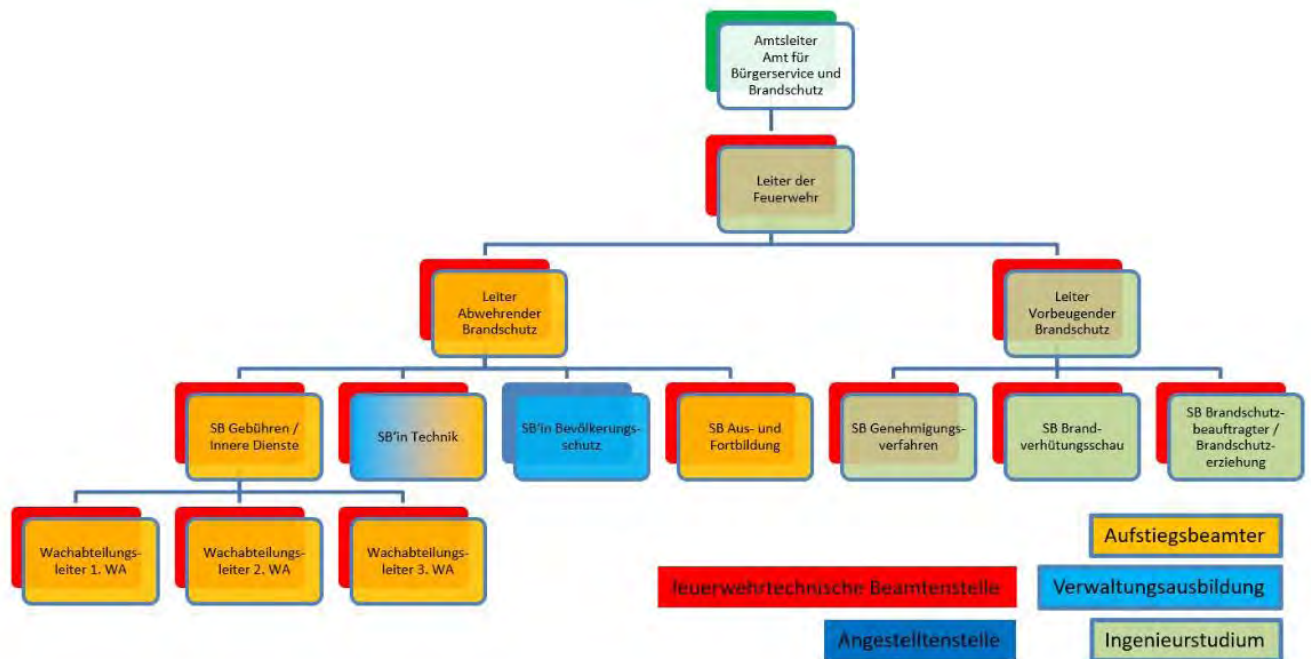 Amtsleiter
Amt für
Bürgerservice und
Brandschutz
Leiter der
Feuerwehr
Leiter
Abwehrender
Brandschutz
Leiter
Vorbeugender
Brandschutz
SB Gebühren /
Innere Dienste
SB'in Technik
SB'in Bevölkerungs-
schutz
SB Aus- und
Fortbildung
SB Genehmigungs-
verfahren
SB Brand-
verhütungsschau
SB Brandschutz-
beauftragter /
Brandschutz-
erziehung
Wachabteilungs-
leiter 1. WA
Wachabteilungs-
leiter 2. WA
Wachabteilungs-
leiter 3. WA
Aufstiegsbeamter
feuerwehrtechnische Beamtenstelle
Verwaltungsausbildung
Angestelltenstelle
Ingenieurstudium